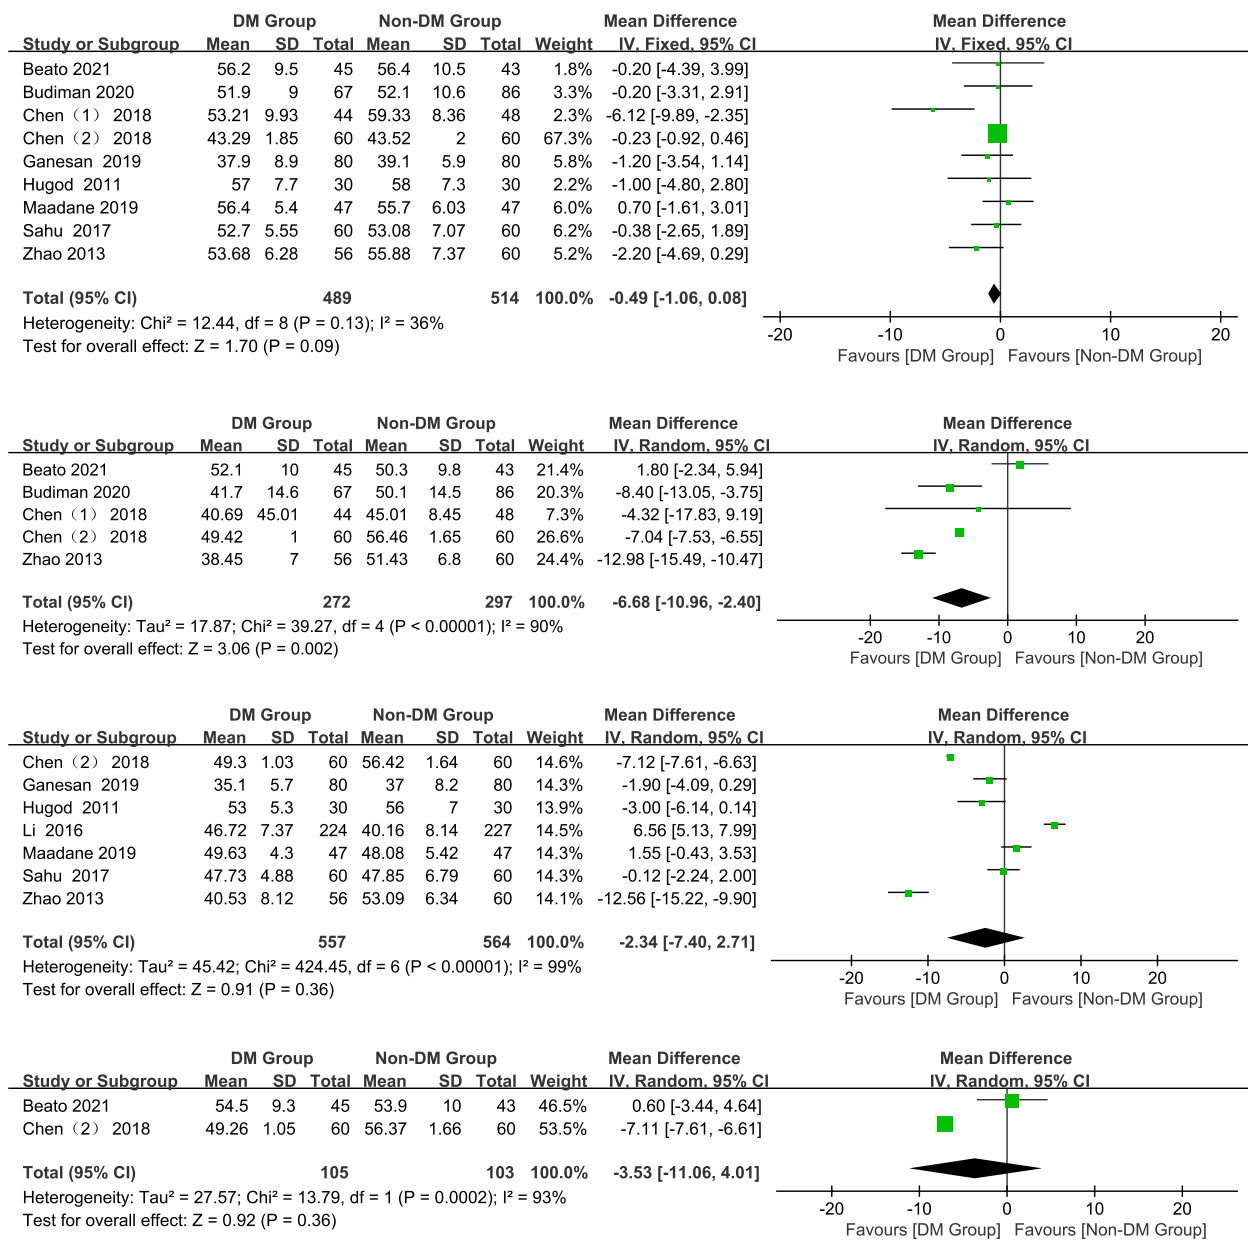 DM Group Non-DM Group Mean Difference Mean Difference
Study or Subgroup Mean SD Total Mean SD Total Weight IV, Fixed, 95% CI IV, Fixed, 95% CI
Beato 2021 56.2 9.5 45 56.4 10.5 43 1.8% -0.20 [-4.39, 3.99]
Budiman 2020 51.9 9 67 52.1 10.6 86 3.3% -0.20 [-3.31, 2.91]
Chen（1） 2018 53.21 9.93 44 59.33 8.36 48 2.3% -6.12 [-9.89, -2.35]
Chen（2） 2018 43.29 1.85 60 43.52 2 60 67.3% -0.23 [-0.92, 0.46]
Ganesan 2019 37.9 8.9 80 39.1 5.9 80 5.8% -1.20 [-3.54, 1.14]
Hugod 2011 57 7.7 30 58 7.3 30 2.2% -1.00 [-4.80, 2.80]
Maadane 2019 56.4 5.4 47 55.7 6.03 47 6.0% 0.70 [-1.61, 3.01]
Sahu 2017 52.7 5.55 60 53.08 7.07 60 6.2% -0.38 [-2.65, 1.89]
Zhao 2013 53.68 6.28 56 55.88 7.37 60 5.2% -2.20 [-4.69, 0.29]
Total (95% CI) 489 514 100.0% -0.49 [-1.06, 0.08]
Heterogeneity: Chi² = 12.44, df = 8 (P = 0.13); I² = 36%
Test for overall effect: Z = 1.70 (P = 0.09)
-20 -10 0 10 20
Favours [DM Group] Favours [Non-DM Group]
DM Group Non-DM Group Mean Difference Mean Difference
Study or Subgroup Mean SD Total Mean SD Total Weight IV, Random, 95% CI IV, Random, 95% CI
Beato 2021 52.1 10 45 50.3 9.8 43 21.4% 1.80 [-2.34, 5.94]
Budiman 2020 41.7 14.6 67 50.1 14.5 86 20.3% -8.40 [-13.05, -3.75]
Chen（1） 2018 40.69 45.01 44 45.01 8.45 48 7.3% -4.32 [-17.83, 9.19]
Chen（2） 2018 49.42 1 60 56.46 1.65 60 26.6% -7.04 [-7.53, -6.55]
Zhao 2013 38.45 7 56 51.43 6.8 60 24.4% -12.98 [-15.49, -10.47]
Total (95% CI) 272 297 100.0% -6.68 [-10.96, -2.40]
Heterogeneity: Tau² = 17.87; Chi² = 39.27, df = 4 (P < 0.00001); I² = 90%
Test for overall effect: Z = 3.06 (P = 0.002)
-20 -10 0 10 20
Favours [DM Group] Favours [Non-DM Group]
DM Group Non-DM Group Mean Difference Mean Difference
Study or Subgroup Mean SD Total Mean SD Total Weight IV, Random, 95% CI IV, Random, 95% CI
Chen（2） 2018 49.3 1.03 60 56.42 1.64 60 14.6% -7.12 [-7.61, -6.63]
Ganesan 2019 35.1 5.7 80 37 8.2 80 14.3% -1.90 [-4.09, 0.29]
Hugod 2011 53 5.3 30 56 7 30 13.9% -3.00 [-6.14, 0.14]
Li 2016 46.72 7.37 224 40.16 8.14 227 14.5% 6.56 [5.13, 7.99]
Maadane 2019 49.63 4.3 47 48.08 5.42 47 14.3% 1.55 [-0.43, 3.53]
Sahu 2017 47.73 4.88 60 47.85 6.79 60 14.3% -0.12 [-2.24, 2.00]
Zhao 2013 40.53 8.12 56 53.09 6.34 60 14.1% -12.56 [-15.22, -9.90]
Total (95% CI) 557 564 100.0% -2.34 [-7.40, 2.71]
Heterogeneity: Tau² = 45.42; Chi² = 424.45, df = 6 (P < 0.00001); I² = 99%
Test for overall effect: Z = 0.91 (P = 0.36)
-20 -10 0 10 20
Favours [DM Group] Favours [Non-DM Group]
DM Group Non-DM Group Mean Difference Mean Difference
Study or Subgroup Mean SD Total Mean SD Total Weight IV, Random, 95% CI IV, Random, 95% CI
Beato 2021 54.5 9.3 45 53.9 10 43 46.5% 0.60 [-3.44, 4.64]
Chen（2） 2018 49.26 1.05 60 56.37 1.66 60 53.5% -7.11 [-7.61, -6.61]
Total (95% CI) 105 103 100.0% -3.53 [-11.06, 4.01]
Heterogeneity: Tau² = 27.57; Chi² = 13.79, df = 1 (P = 0.0002); I² = 93%
Test for overall effect: Z = 0.92 (P = 0.36)
-20 -10 0 10 20
Favours [DM Group] Favours [Non-DM Group]